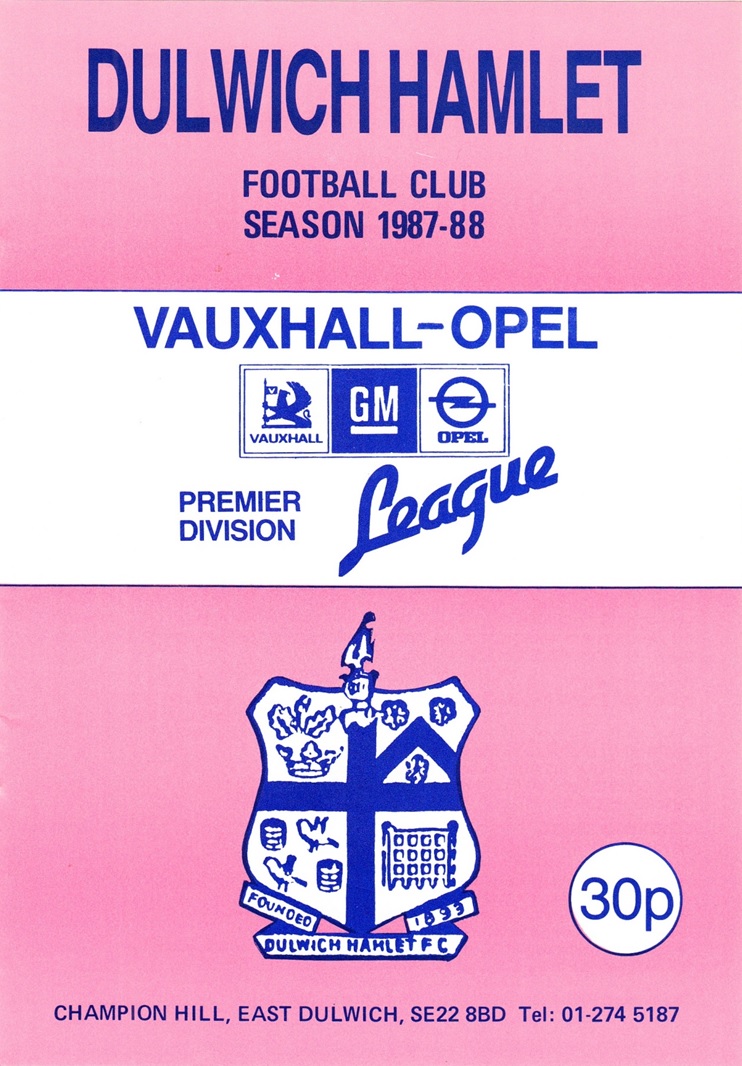 DULWICH HAMLET
FOOTBALL CLUB
SEASON 1987-88
VAUXHALL-OPEL
VAUXHALL
GM
OPEL
PREMIER
DIVISION
League
FOUNDED
1893
DULWICH HAMLET F C
30p
CHAMPION HILL, EAST DULWICH, SE22 8BD Tel: 01-274 5187